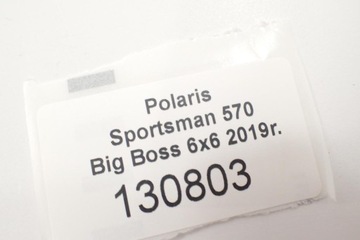 Polaris
Sportsman 570
Big Boss 6x6 2019r.
130803